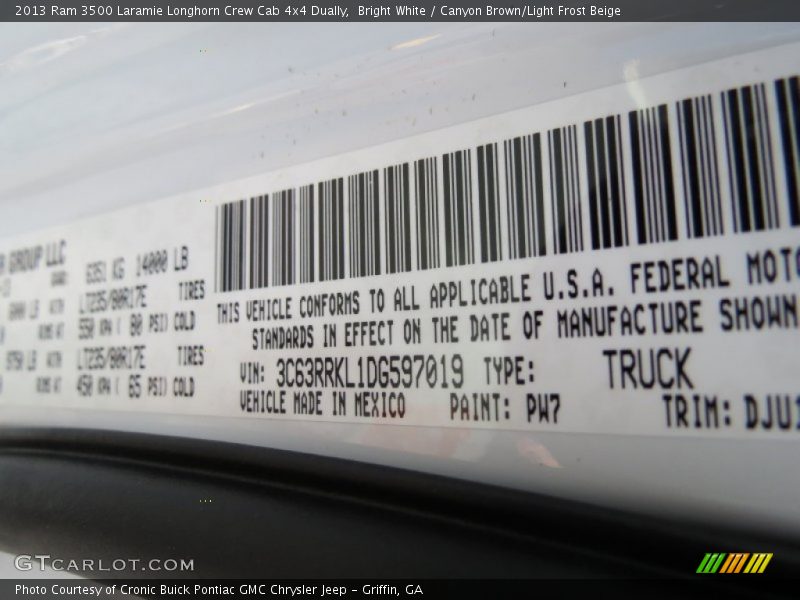 2013 Ram 3500 Laramie Longhorn Crew Cab 4x4 Dually,  Bright White / Canyon Brown/Light Frost Beige
GROUP LLC
6351 KG 14000 LB
LT235/80R17E TIRES
550 KPA ( 80 PSI) COLD
LT235/80R17E TIRES
450 KPA ( 65 PSI) COLD
THIS VEHICLE CONFORMS TO ALL APPLICABLE U.S.A. FEDERAL MOTO
STANDARDS IN EFFECT ON THE DATE OF MANUFACTURE SHOWN
VIN: 3C63RRKL1DG597019 TYPE: TRUCK
VEHICLE MADE IN MEXICO PAINT: PW7 TRIM: DJU1
GTCARLOT.COM
Photo Courtesy of Cronic Buick Pontiac GMC Chrysler Jeep – Griffin, GA